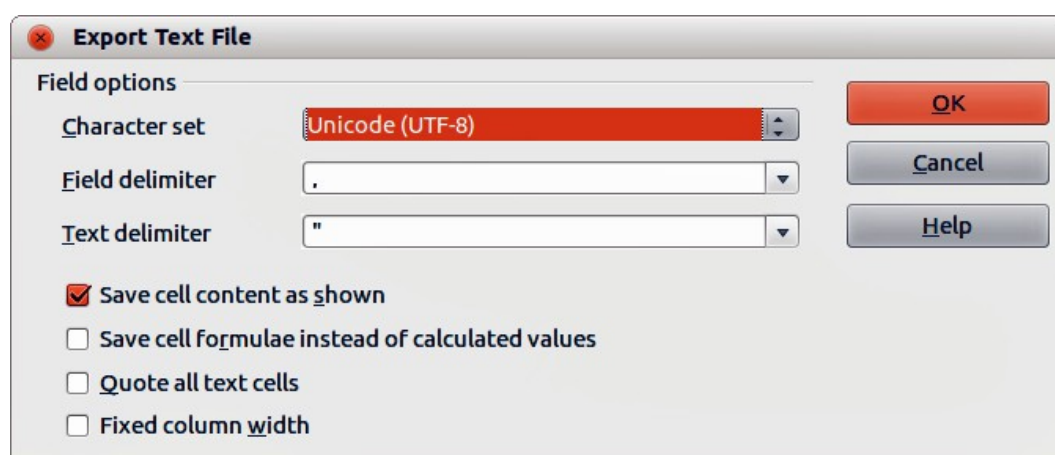 Export Text File
Field options
Character set Unicode (UTF-8)
OK
Field delimiter ,
Cancel
Text delimiter "
Help
Save cell content as shown
Save cell formulae instead of calculated values
Quote all text cells
Fixed column width